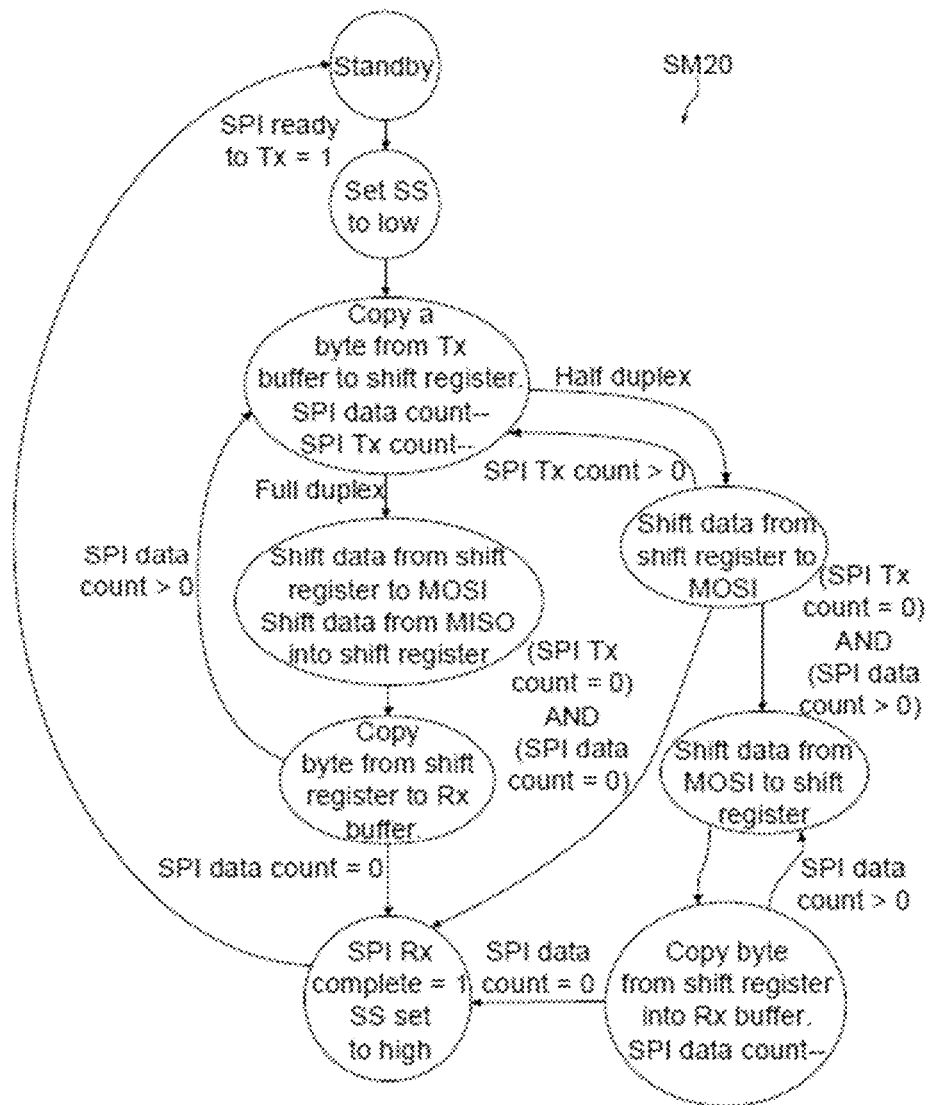 Standby
SM20
SPI ready
to Tx = 1
Set SS
to low
Copy a
byte from Tx
buffer to shift register.
SPI data count--
SPI Tx count--
Half duplex
SPI Tx count > 0
Full duplex
SPI data
count > 0
Shift data from shift
register to MOSI
Shift data from MISO
into shift register
Shift data from
shift register to
MOSI
(SPI Tx
count = 0)
AND
(SPI data
count > 0)
(SPI Tx
count = 0)
AND
(SPI data
count = 0)
Copy
byte from shift
register to Rx
buffer.
Shift data from
MOSI to shift
register
SPI data count = 0
SPI data
count > 0
SPI Rx
complete = 1
SS set
to high
SPI data
count = 0
Copy byte
from shift register
into Rx buffer.
SPI data count--